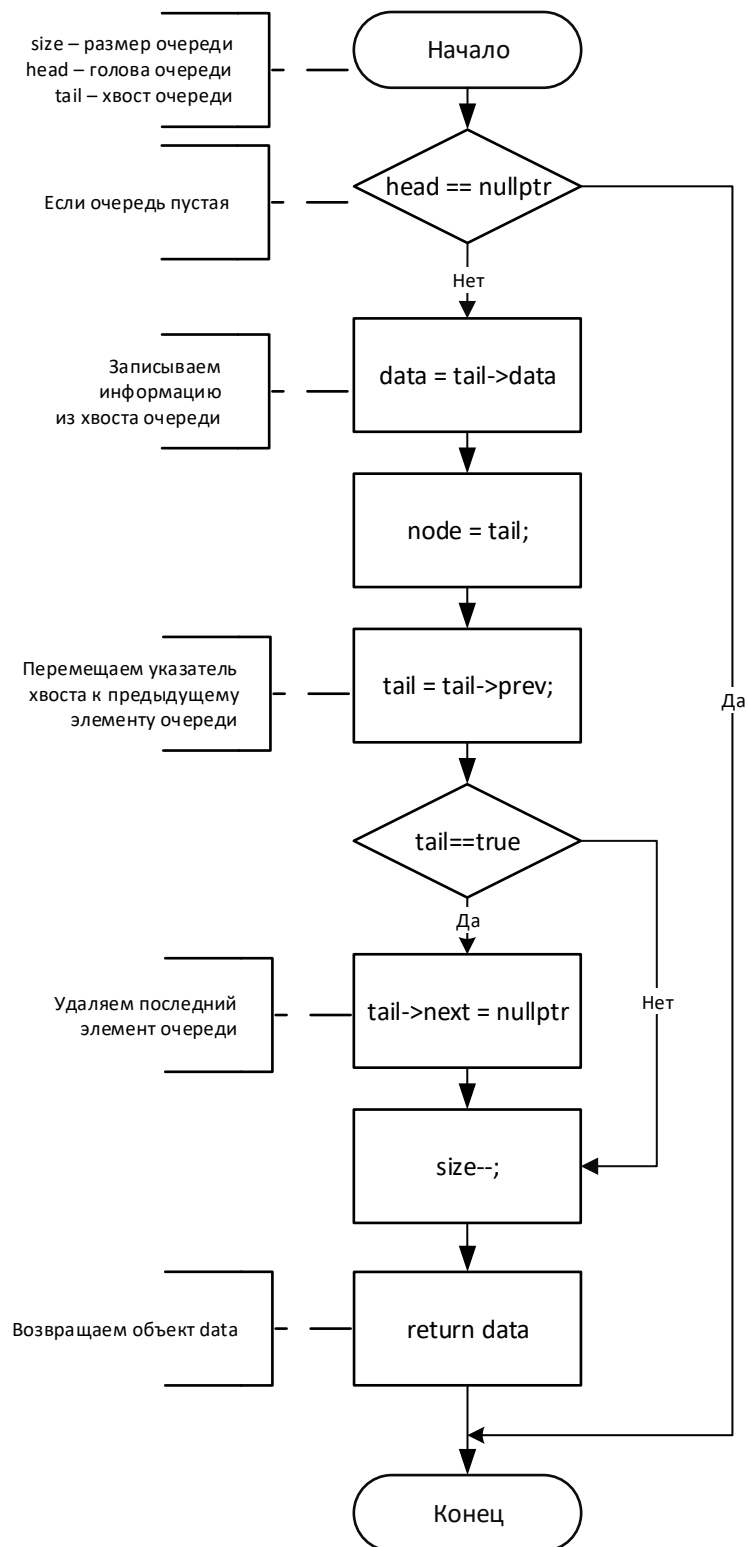 size – размер очереди
head – голова очереди
tail – хвост очереди
Начало
Если очередь пустая
head == nullptr
Нет
Записываем
информацию
из хвоста очереди
data = tail->data
node = tail;
Перемещаем указатель
хвоста к предыдущему
элементу очереди
tail = tail->prev;
Да
tail==true
Да
Удаляем последний
элемент очереди
tail->next = nullptr
Нет
size--;
Возвращаем объект data
return data
Конец